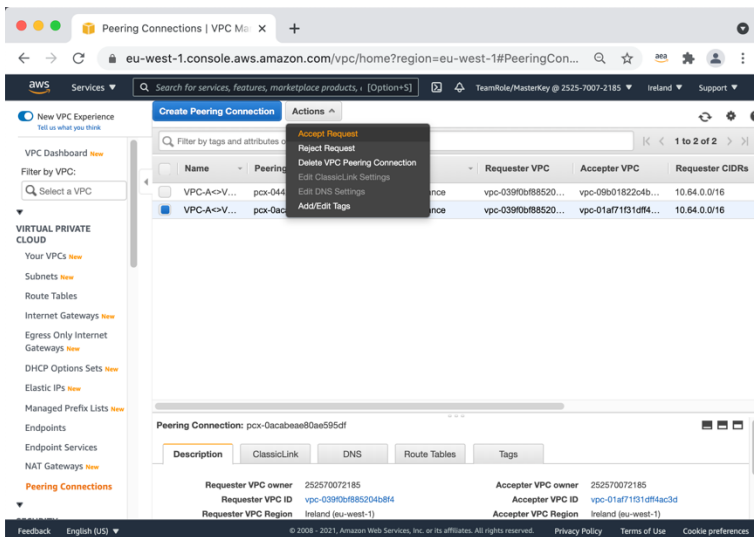 Peering Connections | VPC Ma
eu-west-1.console.aws.amazon.com/vpc/home?region=eu-west-1#PeeringCon...
aws Services Search for services, features, marketplace products, [Option+S] TeamRole/MasterKey @ 2525-7007-2185 Ireland Support
New VPC Experience
Tell us what you think
Create Peering Connection Actions
Filter by tags and attributes o
1 to 2 of 2
Accept Request
Reject Request
Delete VPC Peering Connection
Edit ClassicLink Settings
Edit DNS Settings
Add/Edit Tags
Name Peering Requester VPC Accepter VPC Requester CIDRs
VPC-A<>V... pcx-044 nce vpc-039f0bf88520... vpc-09b01822c4b... 10.64.0.0/16
VPC-A<>V... pcx-0aca nce vpc-039f0bf88520... vpc-01af71f31dff4... 10.64.0.0/16
VPC Dashboard New
Filter by VPC:
Select a VPC
VIRTUAL PRIVATE
CLOUD
Your VPCs New
Subnets New
Route Tables
Internet Gateways New
Egress Only Internet
Gateways New
DHCP Options Sets New
Elastic IPs New
Managed Prefix Lists New
Endpoints
Endpoint Services
NAT Gateways New
Peering Connections
Peering Connection: pcx-0acabeae80ae595df
Description ClassicLink DNS Route Tables Tags
Requester VPC owner 252570072185 Accepter VPC owner 252570072185
Requester VPC ID vpc-039f0bf885204b8f4 Accepter VPC ID vpc-01af71f31dff4ac3d
Requester VPC Region Ireland (eu-west-1) Accepter VPC Region Ireland (eu-west-1)
Feedback English (US) © 2008 - 2021, Amazon Web Services, Inc. or its affiliates. All rights reserved. Privacy Policy Terms of Use Cookie preferences